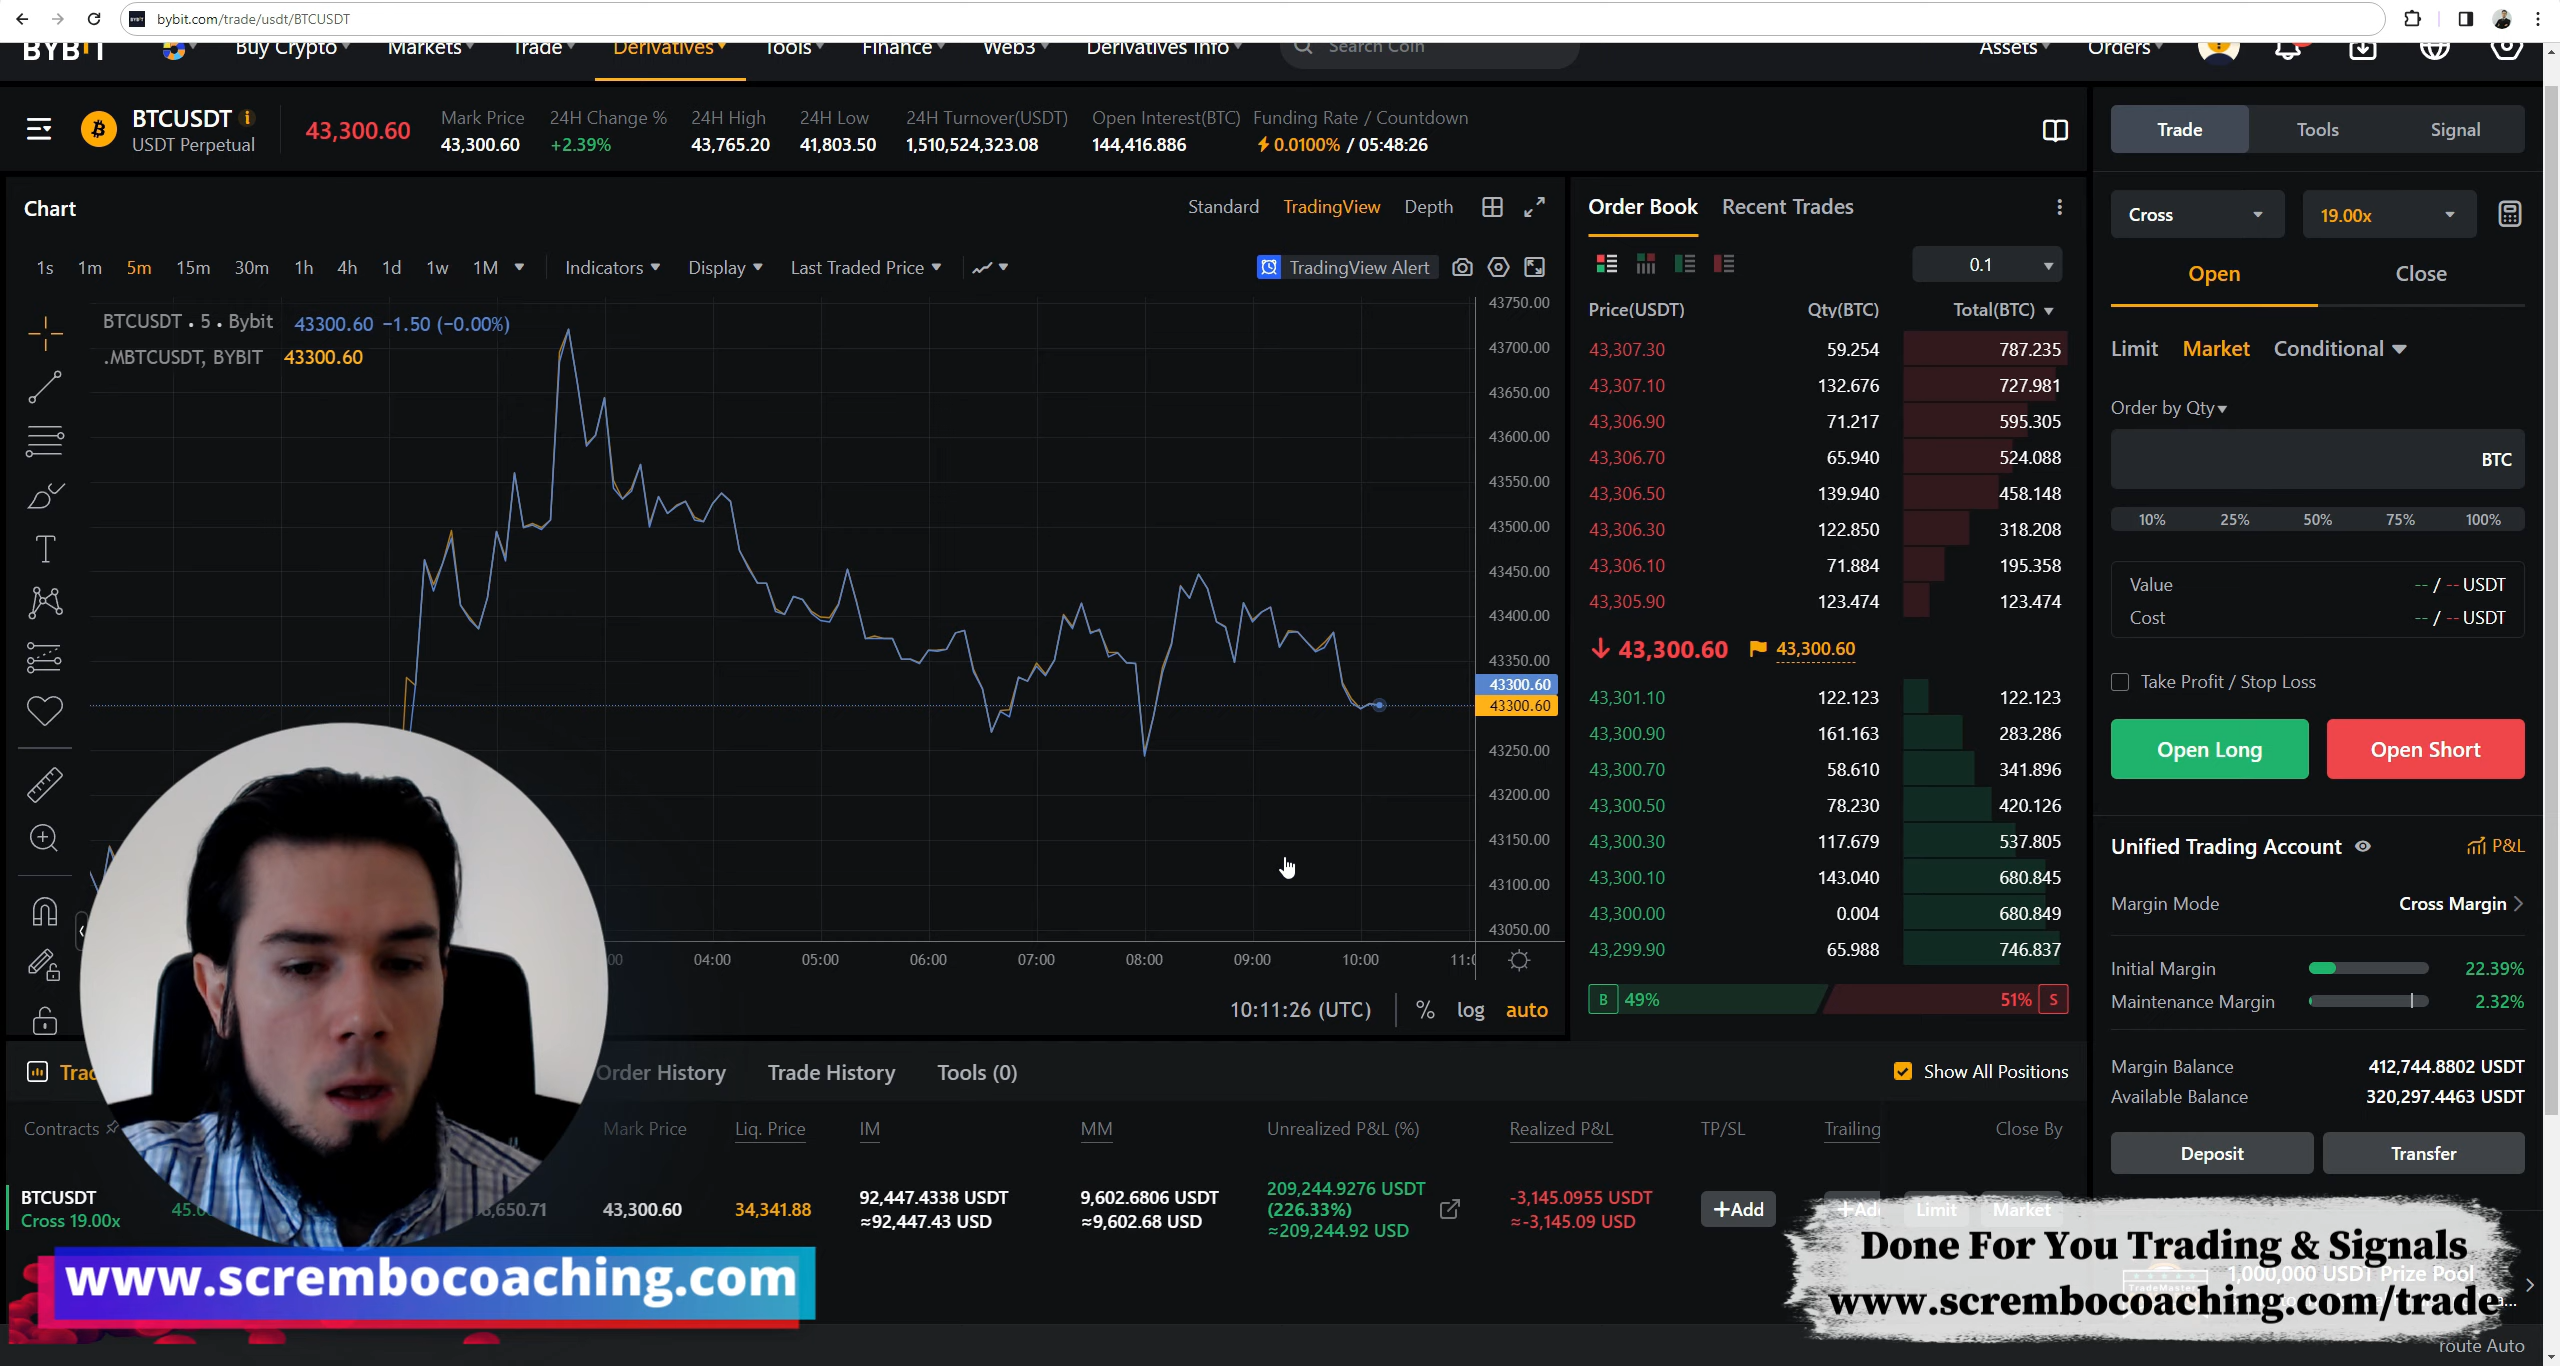 bybit.com/trade/usdt/BTCUSDT
BYBIT Buy Crypto Markets Trade Derivatives Tools Finance Web3 Derivatives Info Search Coin Assets Orders
BTCUSDT
USDT Perpetual
43,300.60
Mark Price 24H Change % 24H High 24H Low 24H Turnover(USDT) Open Interest(BTC) Funding Rate / Countdown
43,300.60 +2.39% 43,765.20 41,803.50 1,510,524,323.08 144,416.886 0.0100% / 05:48:26
Chart
Standard TradingView Depth
1s 1m 5m 15m 30m 1h 4h 1d 1w 1M Indicators Display Last Traded Price TradingView Alert
BTCUSDT . 5 . Bybit 43300.60 −1.50 (−0.00%)
.MBTCUSDT, BYBIT 43300.60
43750.00
43700.00
43650.00
43600.00
43550.00
43500.00
43450.00
43400.00
43350.00
43300.60
43300.60
43250.00
43200.00
43150.00
43100.00
43050.00
04:00 05:00 06:00 07:00 08:00 09:00 10:00
10:11:26 (UTC) % log auto
Order Book Recent Trades
0.1
Price(USDT) Qty(BTC) Total(BTC)
43,307.30 59.254 787.235
43,307.10 132.676 727.981
43,306.90 71.217 595.305
43,306.70 65.940 524.088
43,306.50 139.940 458.148
43,306.30 122.850 318.208
43,306.10 71.884 195.358
43,305.90 123.474 123.474
43,300.60 43,300.60
43,301.10 122.123 122.123
43,300.90 161.163 283.286
43,300.70 58.610 341.896
43,300.50 78.230 420.126
43,300.30 117.679 537.805
43,300.10 143.040 680.845
43,300.00 0.004 680.849
43,299.90 65.988 746.837
B 49% 51% S
Trade Tools Signal
Cross 19.00x
Open Close
Limit Market Conditional
Order by Qty
BTC
10% 25% 50% 75% 100%
Value -- / -- USDT
Cost -- / -- USDT
Take Profit / Stop Loss
Open Long Open Short
Unified Trading Account P&L
Margin Mode Cross Margin
Initial Margin 22.39%
Maintenance Margin 2.32%
Margin Balance 412,744.8802 USDT
Available Balance 320,297.4463 USDT
Deposit Transfer
Order History Trade History Tools (0) Show All Positions
Contracts Mark Price Liq. Price IM MM Unrealized P&L (%) Realized P&L TP/SL Trailing Close By
BTCUSDT
Cross 19.00x
43,300.60 34,341.88
92,447.4338 USDT
≈92,447.43 USD
9,602.6806 USDT
≈9,602.68 USD
209,244.9276 USDT
(226.33%)
≈209,244.92 USD
-3,145.0955 USDT
≈-3,145.09 USD
+Add Limit Market
www.scrembocoaching.com
Done For You Trading & Signals
1,000,000 USDT Prize Pool
www.scrembocoaching.com/trade
route Auto